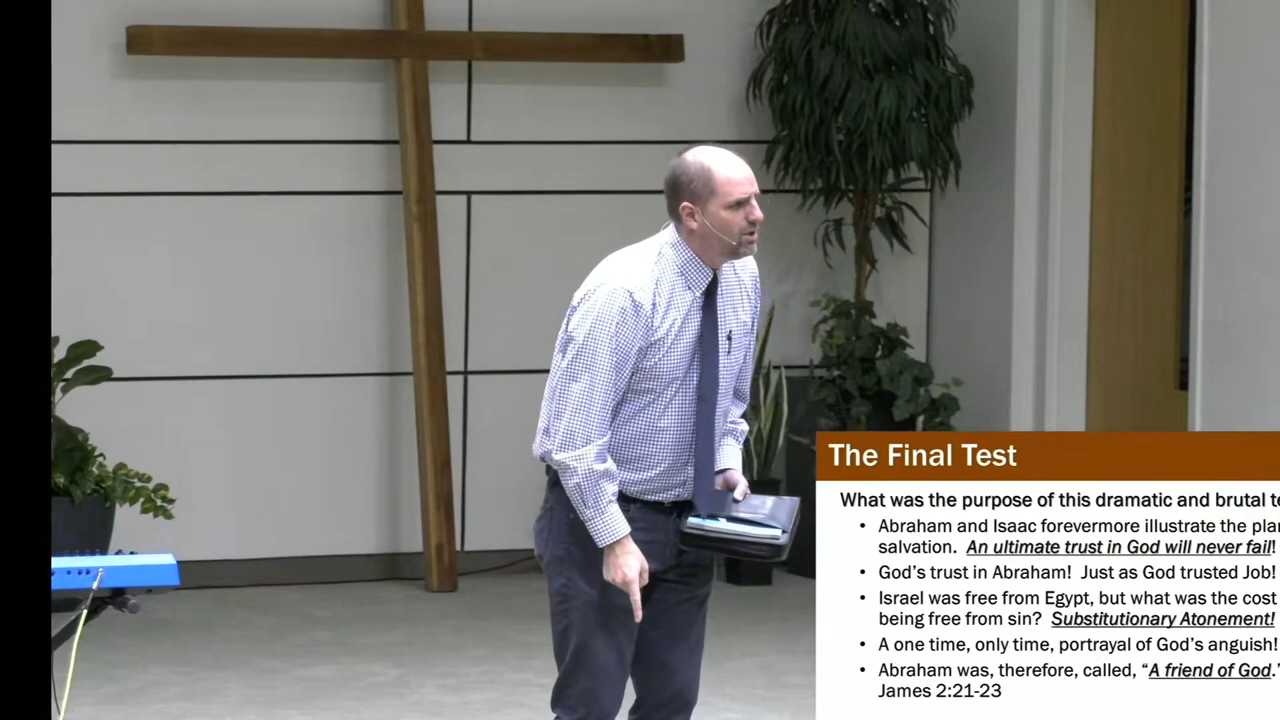 The Final Test
What was the purpose of this dramatic and brutal
• Abraham and Isaac forevermore illustrate the
salvation. An ultimate trust in God will never fail!
• God's trust in Abraham! Just as God trusted Job!
• Israel was free from Egypt, but what was the cost
being free from sin? Substitutionary Atonement!
• A one time, only time, portrayal of God's anguish!
• Abraham was, therefore, called, "A friend of God."
James 2:21-23